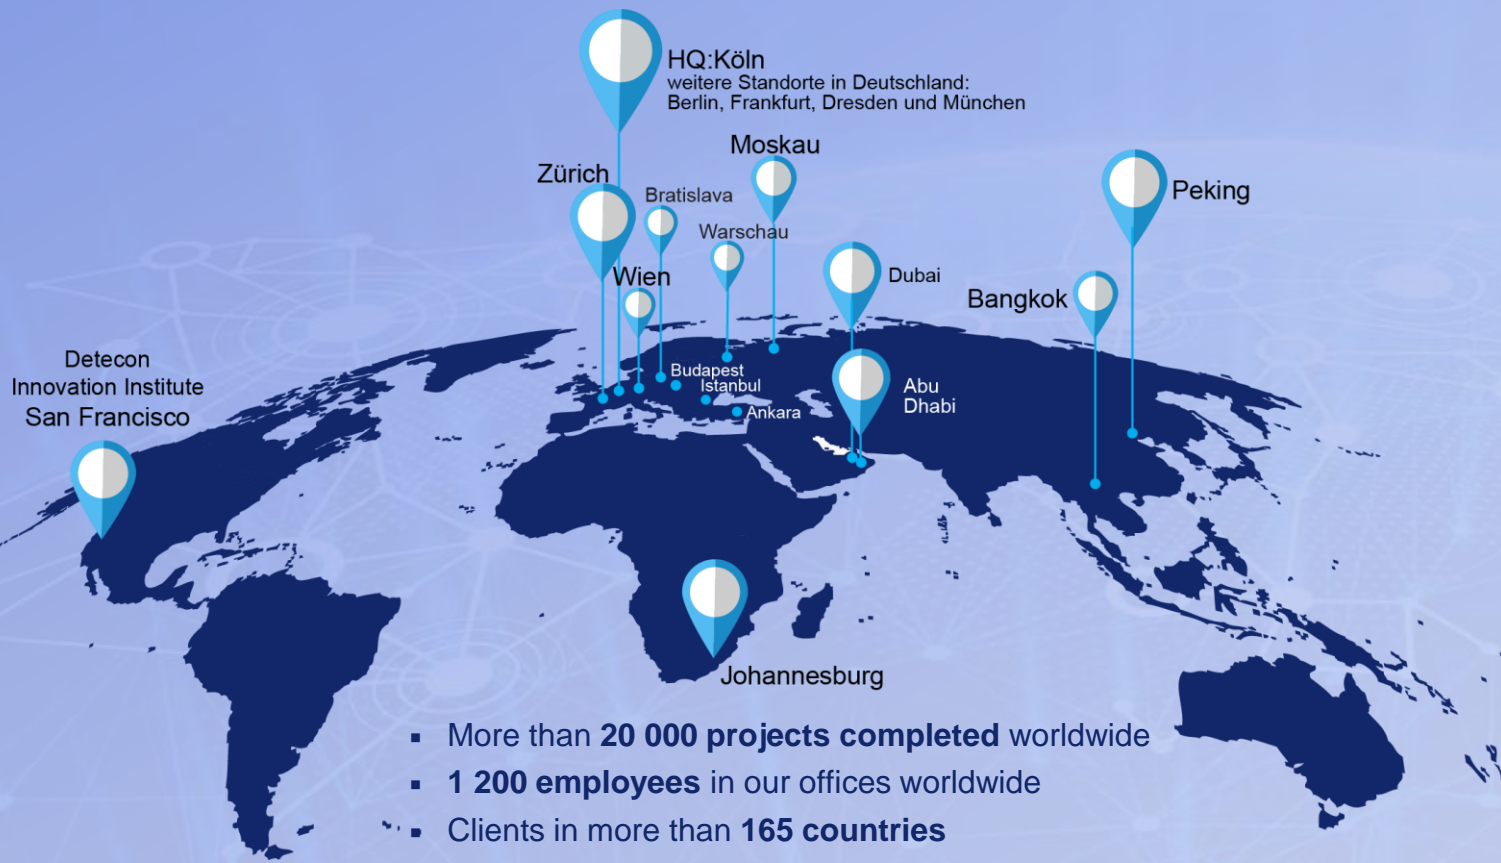 HQ:Köln
weitere Standorte in Deutschland:
Berlin, Frankfurt, Dresden und München
Moskau
Zürich
Bratislava
Peking
Warschau
Wien
Dubai
Bangkok
Detecon
Innovation Institute
San Francisco
Budapest
Istanbul
Ankara
Abu
Dhabi
Johannesburg
▪ More than 20 000 projects completed worldwide
▪ 1 200 employees in our offices worldwide
▪ Clients in more than 165 countries